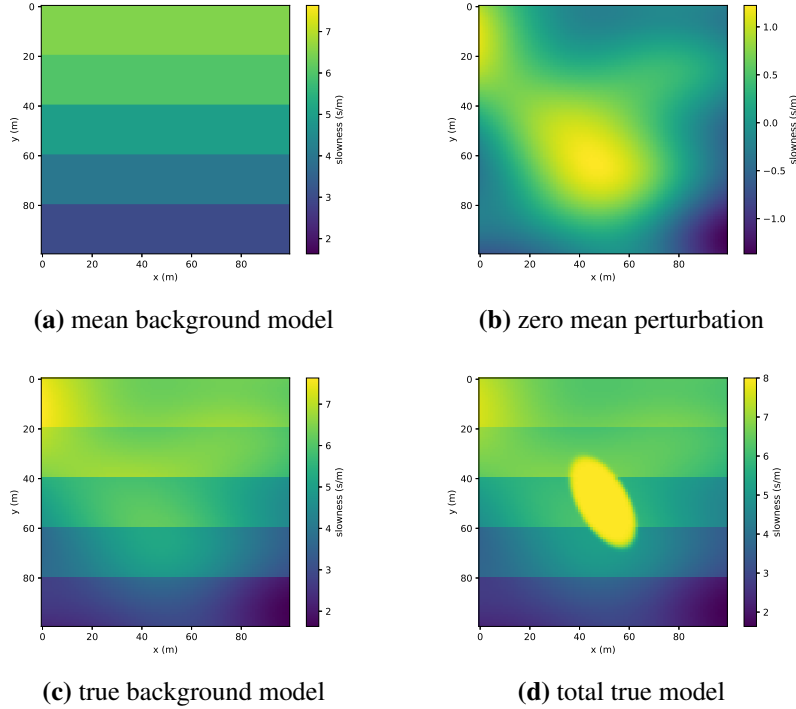 0
20
40
60
80
y (m)
0 20 40 60 80
x (m)
7
6
5
4
3
2
slowness (s/m)
0
20
40
60
80
y (m)
0 20 40 60 80
x (m)
1.0
0.5
0.0
−0.5
−1.0
slowness (s/m)
(a) mean background model
(b) zero mean perturbation
0
20
40
60
80
y (m)
0 20 40 60 80
x (m)
7
6
5
4
3
2
slowness (s/m)
0
20
40
60
80
y (m)
0 20 40 60 80
x (m)
8
7
6
5
4
3
2
slowness (s/m)
(c) true background model
(d) total true model